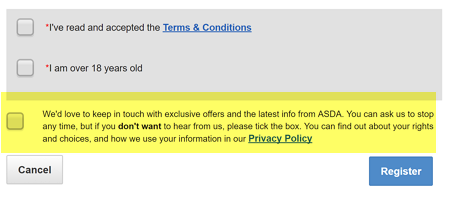 *I've read and accepted the Terms & Conditions
*I am over 18 years old
We'd love to keep in touch with exclusive offers and the latest info from ASDA. You can ask us to stop
any time, but if you don't want to hear from us, please tick the box. You can find out about your rights
and choices, and how we use your information in our Privacy Policy
Cancel
Register